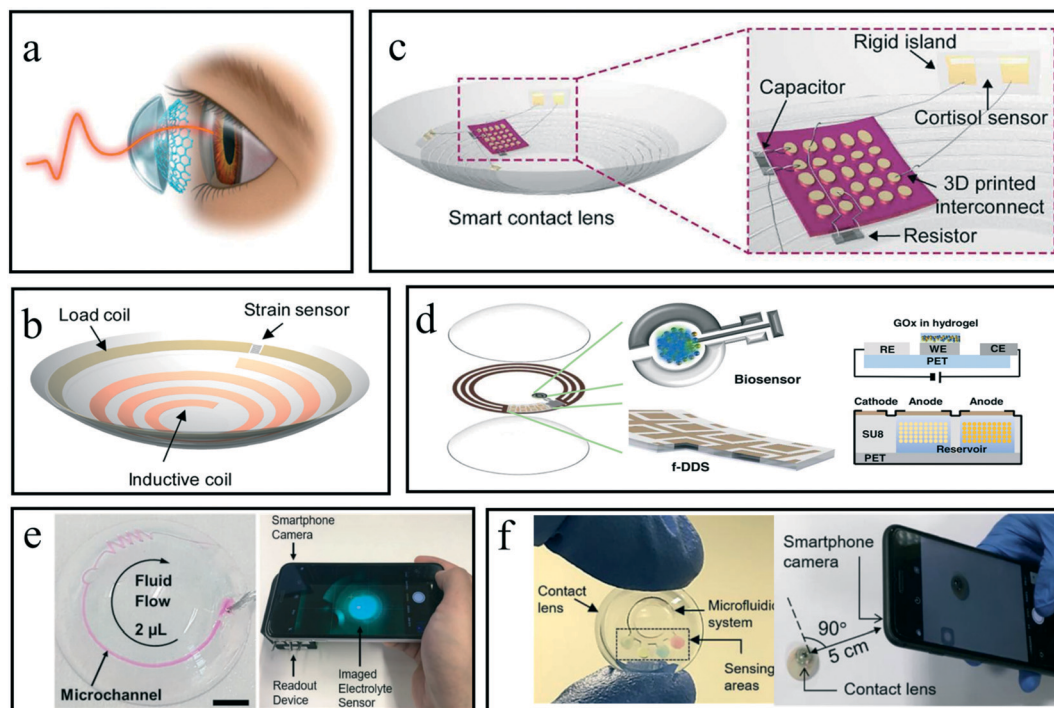 a
c
Rigid island
Capacitor
Cortisol sensor
3D printed
interconnect
Resistor
Smart contact lens
b
Load coil
Strain sensor
Inductive coil
d
Biosensor
f-DDS
GOx in hydrogel
RE
WE
CE
PET
Cathode
Anode
Anode
SU8
Reservoir
PET
e
Fluid
Flow
2 µL
Microchannel
Smartphone
Camera
Readout
Device
Imaged
Electrolyte
Sensor
f
Contact
lens
Microfluidic
system
Sensing
areas
Smartphone
camera
90°
5 cm
Contact lens